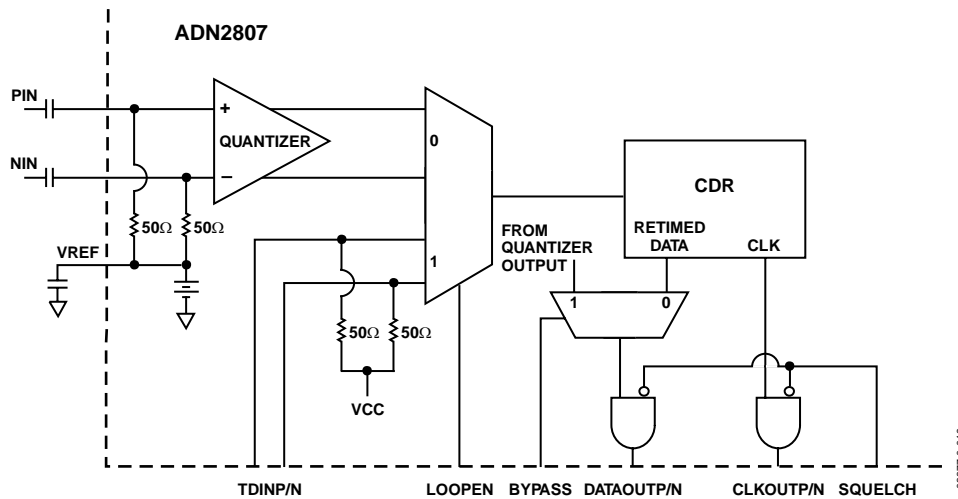 ADN2807
PIN
+
QUANTIZER
0
NIN
–
CDR
50Ω
50Ω
VREF
FROM
QUANTIZER
OUTPUT
RETIMED
DATA
CLK
1
1
0
50Ω
50Ω
VCC
TDINP/N
LOOPEN
BYPASS
DATAOUTP/N
CLKOUTP/N
SQUELCH